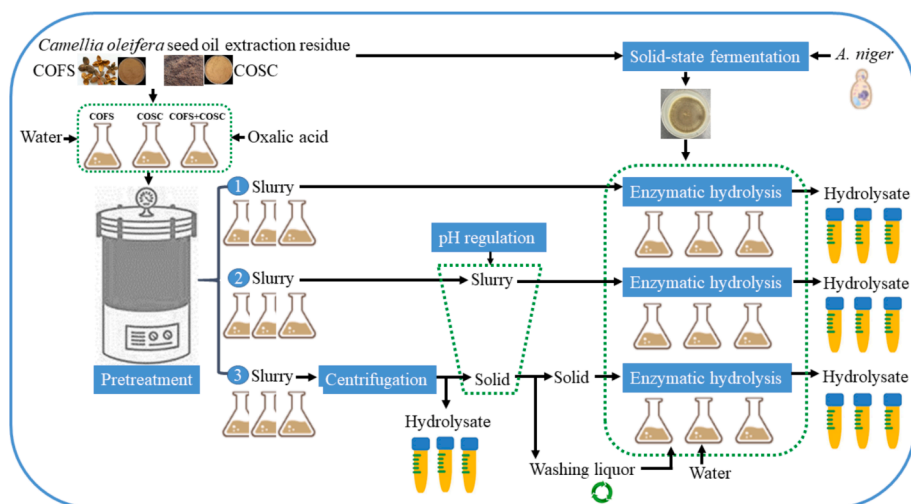 Camellia oleifera seed oil extraction residue
COFS
COSC
Solid-state fermentation
A. niger
COFS
COSC
COFS+COSC
Water
Oxalic acid
1 Slurry
Enzymatic hydrolysis
Hydrolysate
pH regulation
2 Slurry
Slurry
Enzymatic hydrolysis
Hydrolysate
Pretreatment
3 Slurry
Centrifugation
Solid
Solid
Enzymatic hydrolysis
Hydrolysate
Hydrolysate
Washing liquor
Water